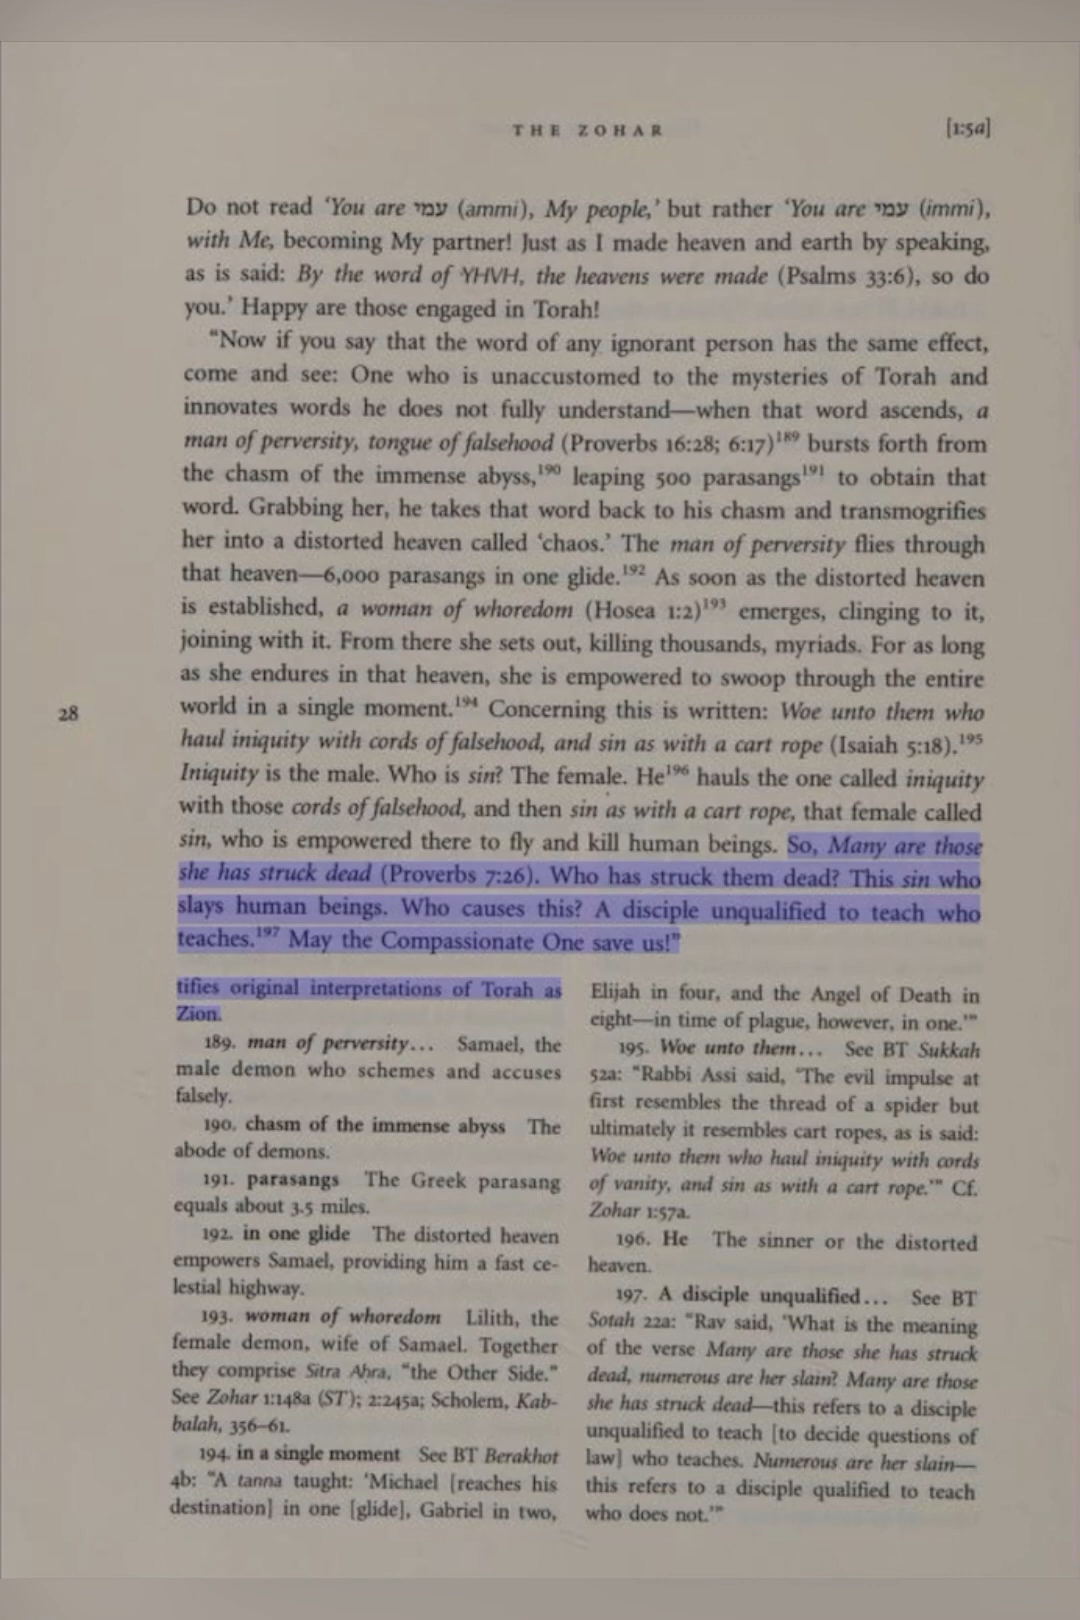 THE ZOHAR
[1:5a]
Do not read ‘You are עמי (ammi), My people,’ but rather ‘You are עמי (immi),
with Me, becoming My partner! Just as I made heaven and earth by speaking,
as is said: By the word of YHVH, the heavens were made (Psalms 33:6), so do
you.’ Happy are those engaged in Torah!
“Now if you say that the word of any ignorant person has the same effect,
come and see: One who is unaccustomed to the mysteries of Torah and
innovates words he does not fully understand—when that word ascends, a
man of perversity, tongue of falsehood (Proverbs 16:28; 6:17)¹⁸⁹ bursts forth from
the chasm of the immense abyss,¹⁹⁰ leaping 500 parasangs¹⁹¹ to obtain that
word. Grabbing her, he takes that word back to his chasm and transmogrifies
her into a distorted heaven called ‘chaos.’ The man of perversity flies through
that heaven—6,000 parasangs in one glide.¹⁹² As soon as the distorted heaven
is established, a woman of whoredom (Hosea 1:2)¹⁹³ emerges, clinging to it,
joining with it. From there she sets out, killing thousands, myriads. For as long
as she endures in that heaven, she is empowered to swoop through the entire
28
world in a single moment.¹⁹⁴ Concerning this is written: Woe unto them who
haul iniquity with cords of falsehood, and sin as with a cart rope (Isaiah 5:18).¹⁹⁵
Iniquity is the male. Who is sin? The female. He¹⁹⁶ hauls the one called iniquity
with those cords of falsehood, and then sin as with a cart rope, that female called
sin, who is empowered there to fly and kill human beings. So, Many are those
she has struck dead (Proverbs 7:26). Who has struck them dead? This sin who
slays human beings. Who causes this? A disciple unqualified to teach who
teaches.¹⁹⁷ May the Compassionate One save us!”
tifies original interpretations of Torah as
Zion.
189. man of perversity... Samael, the
male demon who schemes and accuses
falsely.
190. chasm of the immense abyss The
abode of demons.
191. parasangs The Greek parasang
equals about 3.5 miles.
192. in one glide The distorted heaven
empowers Samael, providing him a fast ce-
lestial highway.
193. woman of whoredom Lilith, the
female demon, wife of Samael. Together
they comprise Sitra Aḥra, “the Other Side.”
See Zohar 1:148a (ST); 2:245a; Scholem, Kab-
balah, 356–61.
194. in a single moment See BT Berakhot
4b: “A tanna taught: ‘Michael [reaches his
destination] in one [glide], Gabriel in two,
Elijah in four, and the Angel of Death in
eight—in time of plague, however, in one.’”
195. Woe unto them... See BT Sukkah
52a: “Rabbi Assi said, ‘The evil impulse at
first resembles the thread of a spider but
ultimately it resembles cart ropes, as is said:
Woe unto them who haul iniquity with cords
of vanity, and sin as with a cart rope.’” Cf.
Zohar 1:57a.
196. He The sinner or the distorted
heaven.
197. A disciple unqualified... See BT
Sotah 22a: “Rav said, ‘What is the meaning
of the verse Many are those she has struck
dead, numerous are her slain? Many are those
she has struck dead—this refers to a disciple
unqualified to teach [to decide questions of
law] who teaches. Numerous are her slain—
this refers to a disciple qualified to teach
who does not.’”